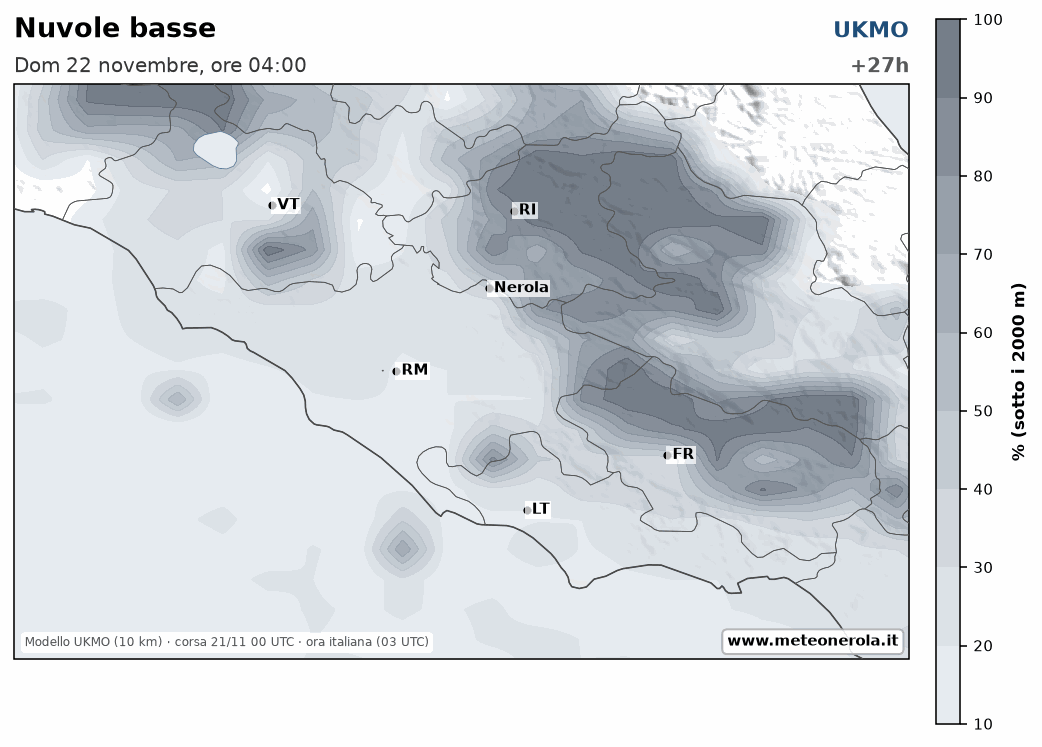 Nuvole basse
UKMO
Dom 22 novembre, ore 04:00
+27h
VT
RI
Nerola
RM
FR
LT
Modello UKMO (10 km) · corsa 21/11 00 UTC · ora italiana (03 UTC)
www.meteonerola.it
100
90
80
70
60
50
40
30
20
10
% (sotto i 2000 m)